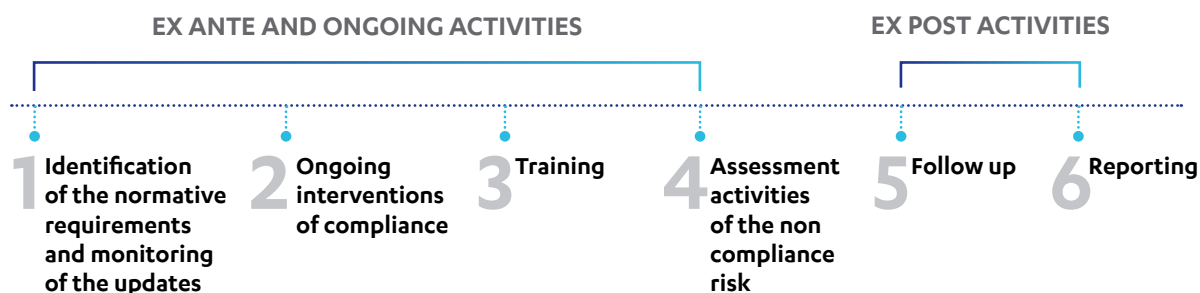 EX ANTE AND ONGOING ACTIVITIES
EX POST ACTIVITIES
1 Identification
of the normative
requirements
and monitoring
of the updates
2 Ongoing
interventions
of compliance
3 Training
4 Assessment
activities
of the non
compliance
risk
5 Follow up
6 Reporting